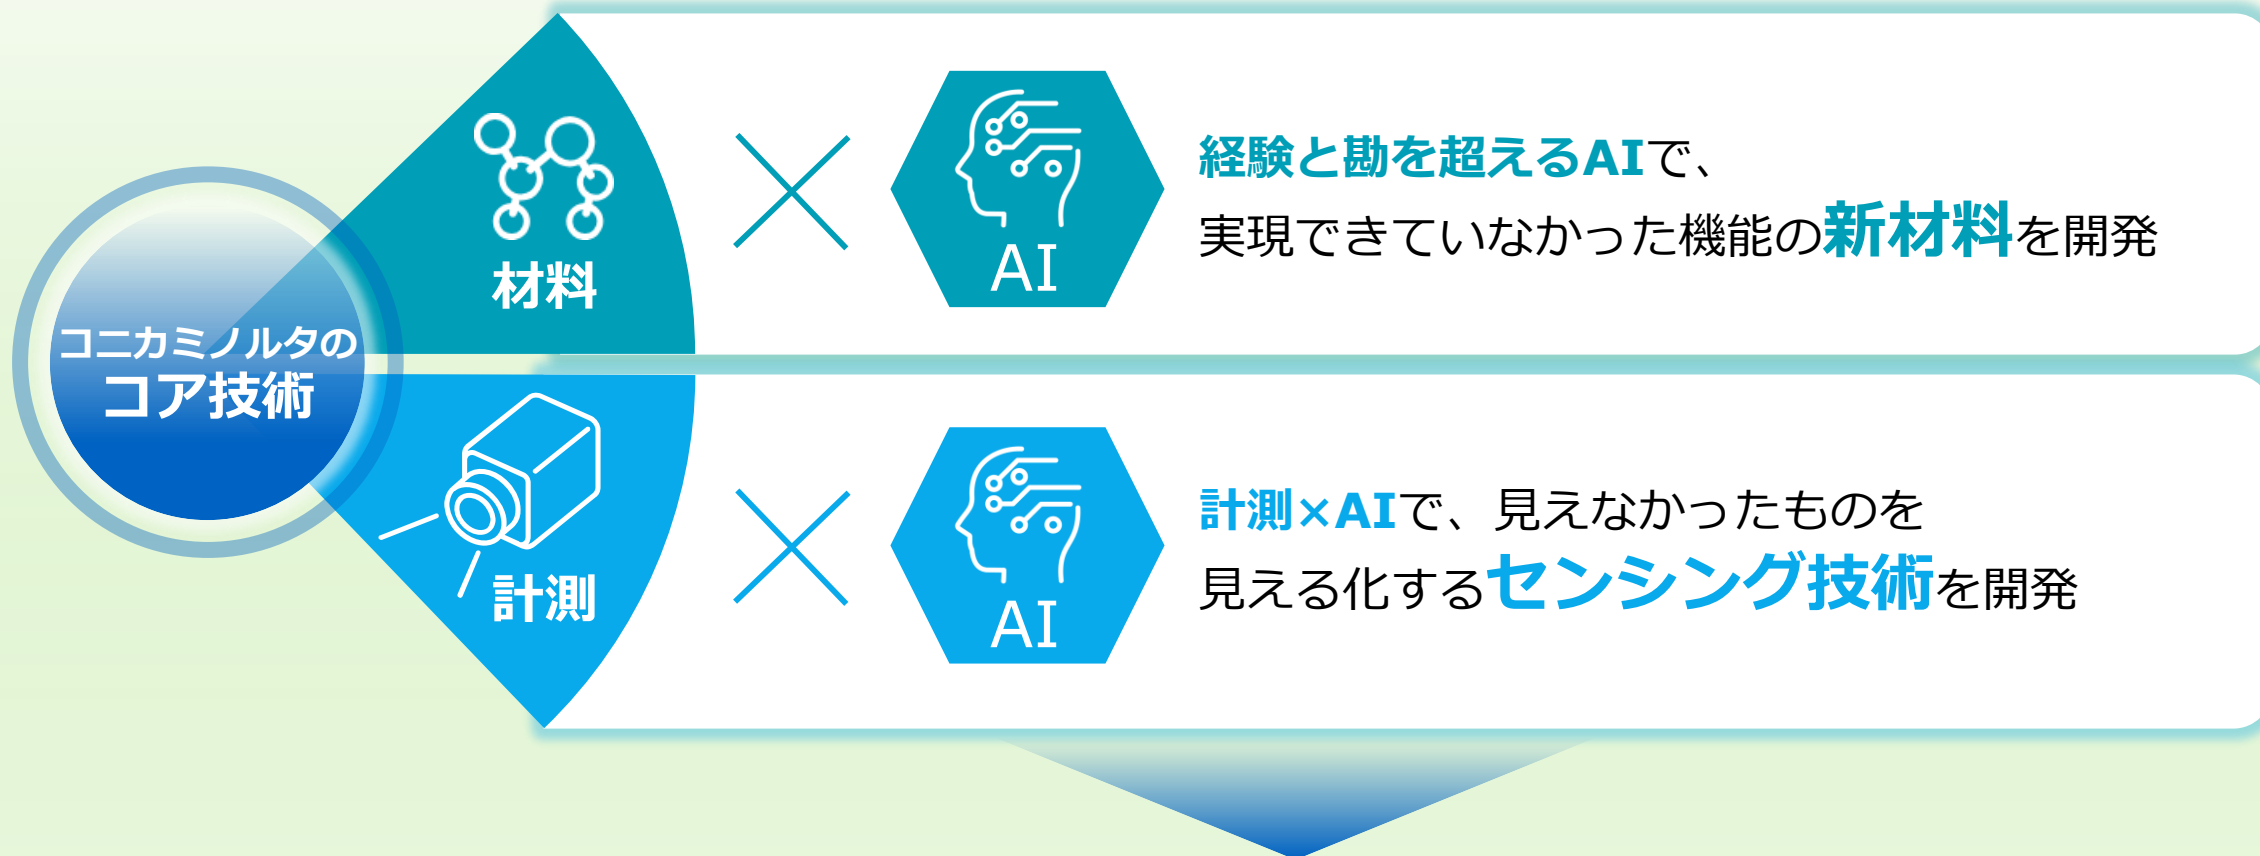 コニカミノルタの
コア技術
材料
AI
経験と勘を超えるAIで、
実現できていなかった機能の新材料を開発
計測
AI
計測×AIで、見えなかったものを
見える化するセンシング技術を開発